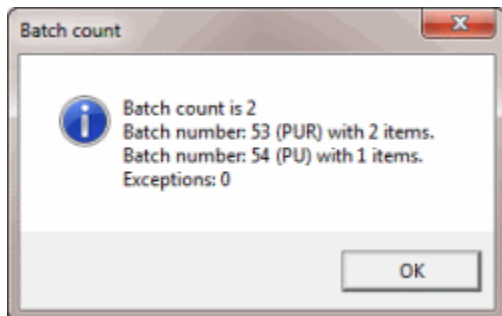 Batch count
Batch count is 2
Batch number: 53 (PUR) with 2 items.
Batch number: 54 (PU) with 1 items.
Exceptions: 0
OK